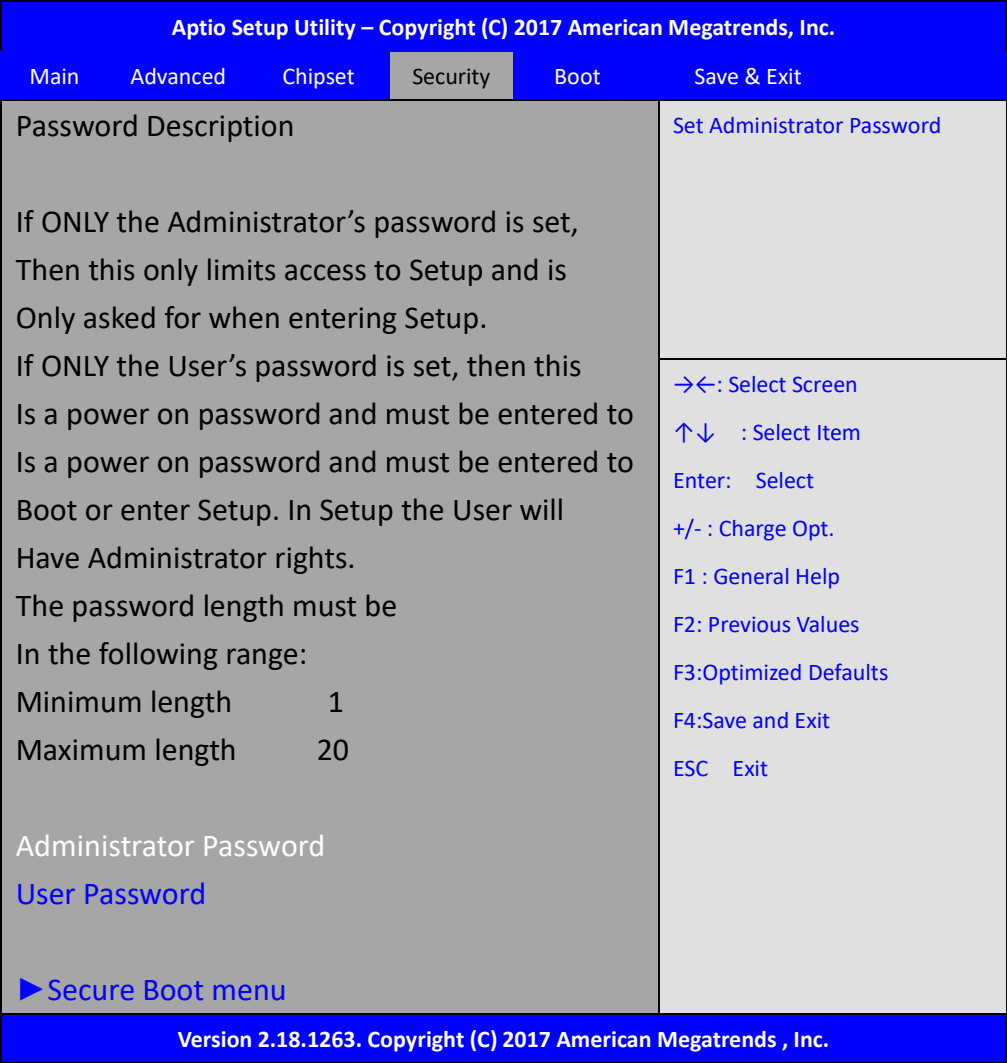 Aptio Setup Utility – Copyright (C) 2017 American Megatrends, Inc.
Main Advanced Chipset Security Boot Save & Exit
Password Description
If ONLY the Administrator’s password is set,
Then this only limits access to Setup and is
Only asked for when entering Setup.
If ONLY the User’s password is set, then this
Is a power on password and must be entered to
Is a power on password and must be entered to
Boot or enter Setup. In Setup the User will
Have Administrator rights.
The password length must be
In the following range:
Minimum length 1
Maximum length 20
Administrator Password
User Password
►Secure Boot menu
Set Administrator Password
→←: Select Screen
↑↓ : Select Item
Enter: Select
+/- : Charge Opt.
F1 : General Help
F2: Previous Values
F3:Optimized Defaults
F4:Save and Exit
ESC Exit
Version 2.18.1263. Copyright (C) 2017 American Megatrends , Inc.